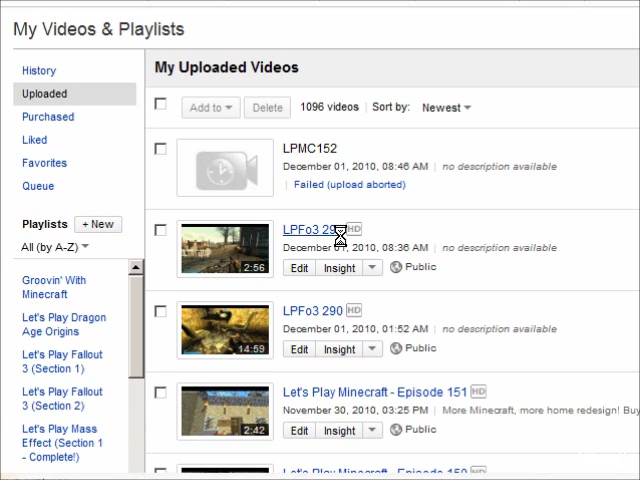 My Videos & Playlists
History
Uploaded
Purchased
Liked
Favorites
Queue
Playlists + New
All (by A-Z)
Groovin' With
Minecraft
Let's Play Dragon
Age Origins
Let's Play Fallout
3 (Section 1)
Let's Play Fallout
3 (Section 2)
Let's Play Mass
Effect (Section 1
- Complete!)
My Uploaded Videos
Add to Delete 1096 videos Sort by: Newest
LPMC152
December 01, 2010, 08:46 AM no description available
Failed (upload aborted)
2:56
LPFo3 HD
December 01, 2010, 08:36 AM no description available
Edit Insight Public
14:59
LPFo3 290 HD
December 01, 2010, 01:52 AM no description available
Edit Insight Public
2:42
Let's Play Minecraft - Episode 151 HD
November 30, 2010, 03:25 PM More Minecraft, more home redesign! Buy
Edit Insight Public
Let's Play Minecraft - Episode HD